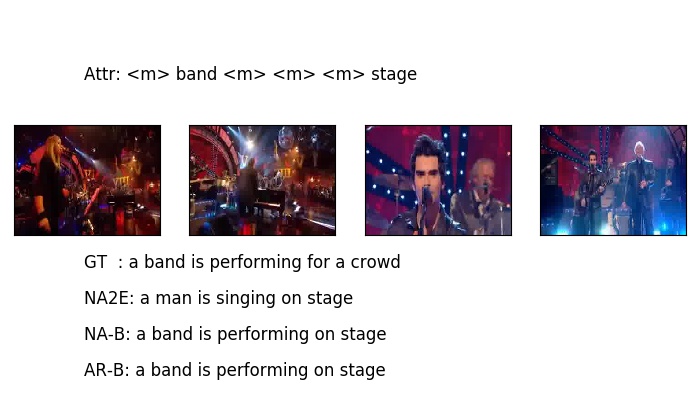 Attr: <m> band <m> <m> <m> stage
GT  : a band is performing for a crowd
NA2E: a man is singing on stage
NA-B: a band is performing on stage
AR-B: a band is performing on stage